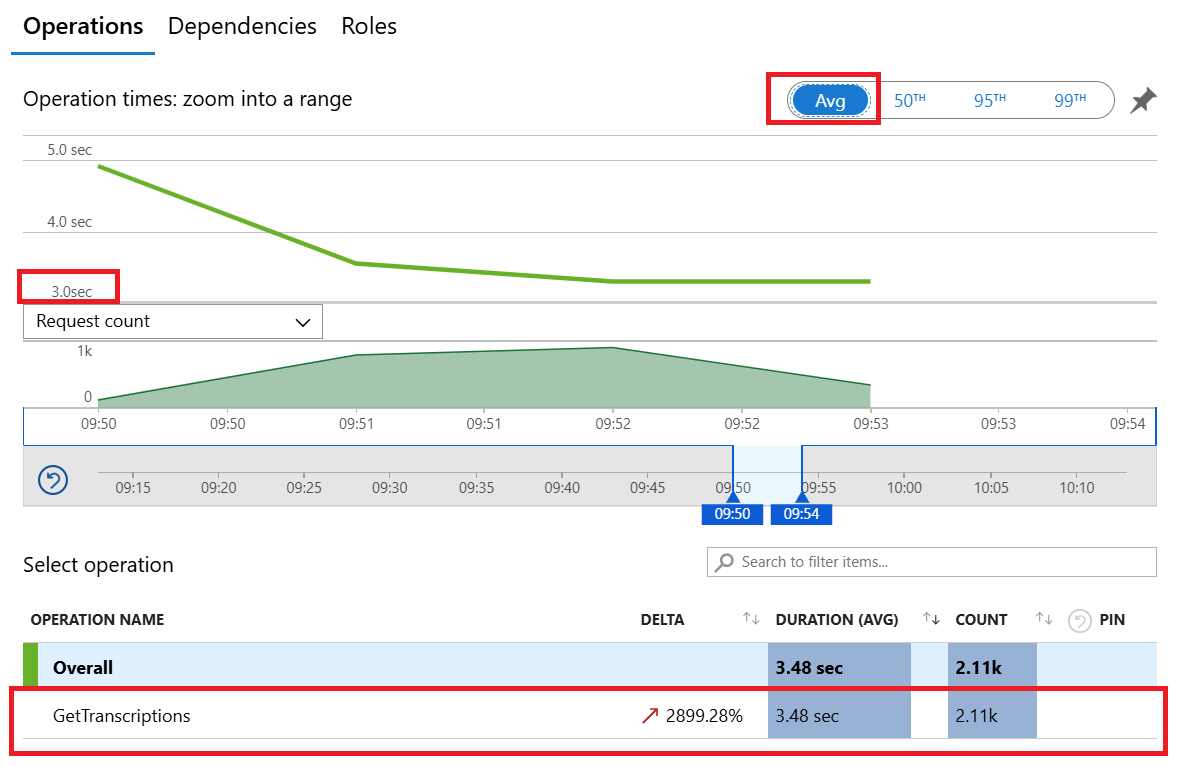 Operations Dependencies Roles
Operation times: zoom into a range
Avg 50TH 95TH 99TH
5.0 sec
4.0 sec
3.0sec
Request count
1k
0
09:50 09:50 09:51 09:51 09:52 09:52 09:53 09:53 09:54
09:15 09:20 09:25 09:30 09:35 09:40 09:45 09:50 09:55 10:00 10:05 10:10
09:50 09:54
Select operation
Search to filter items...
OPERATION NAME DELTA DURATION (AVG) COUNT PIN
Overall 3.48 sec 2.11k
GetTranscriptions 2899.28% 3.48 sec 2.11k